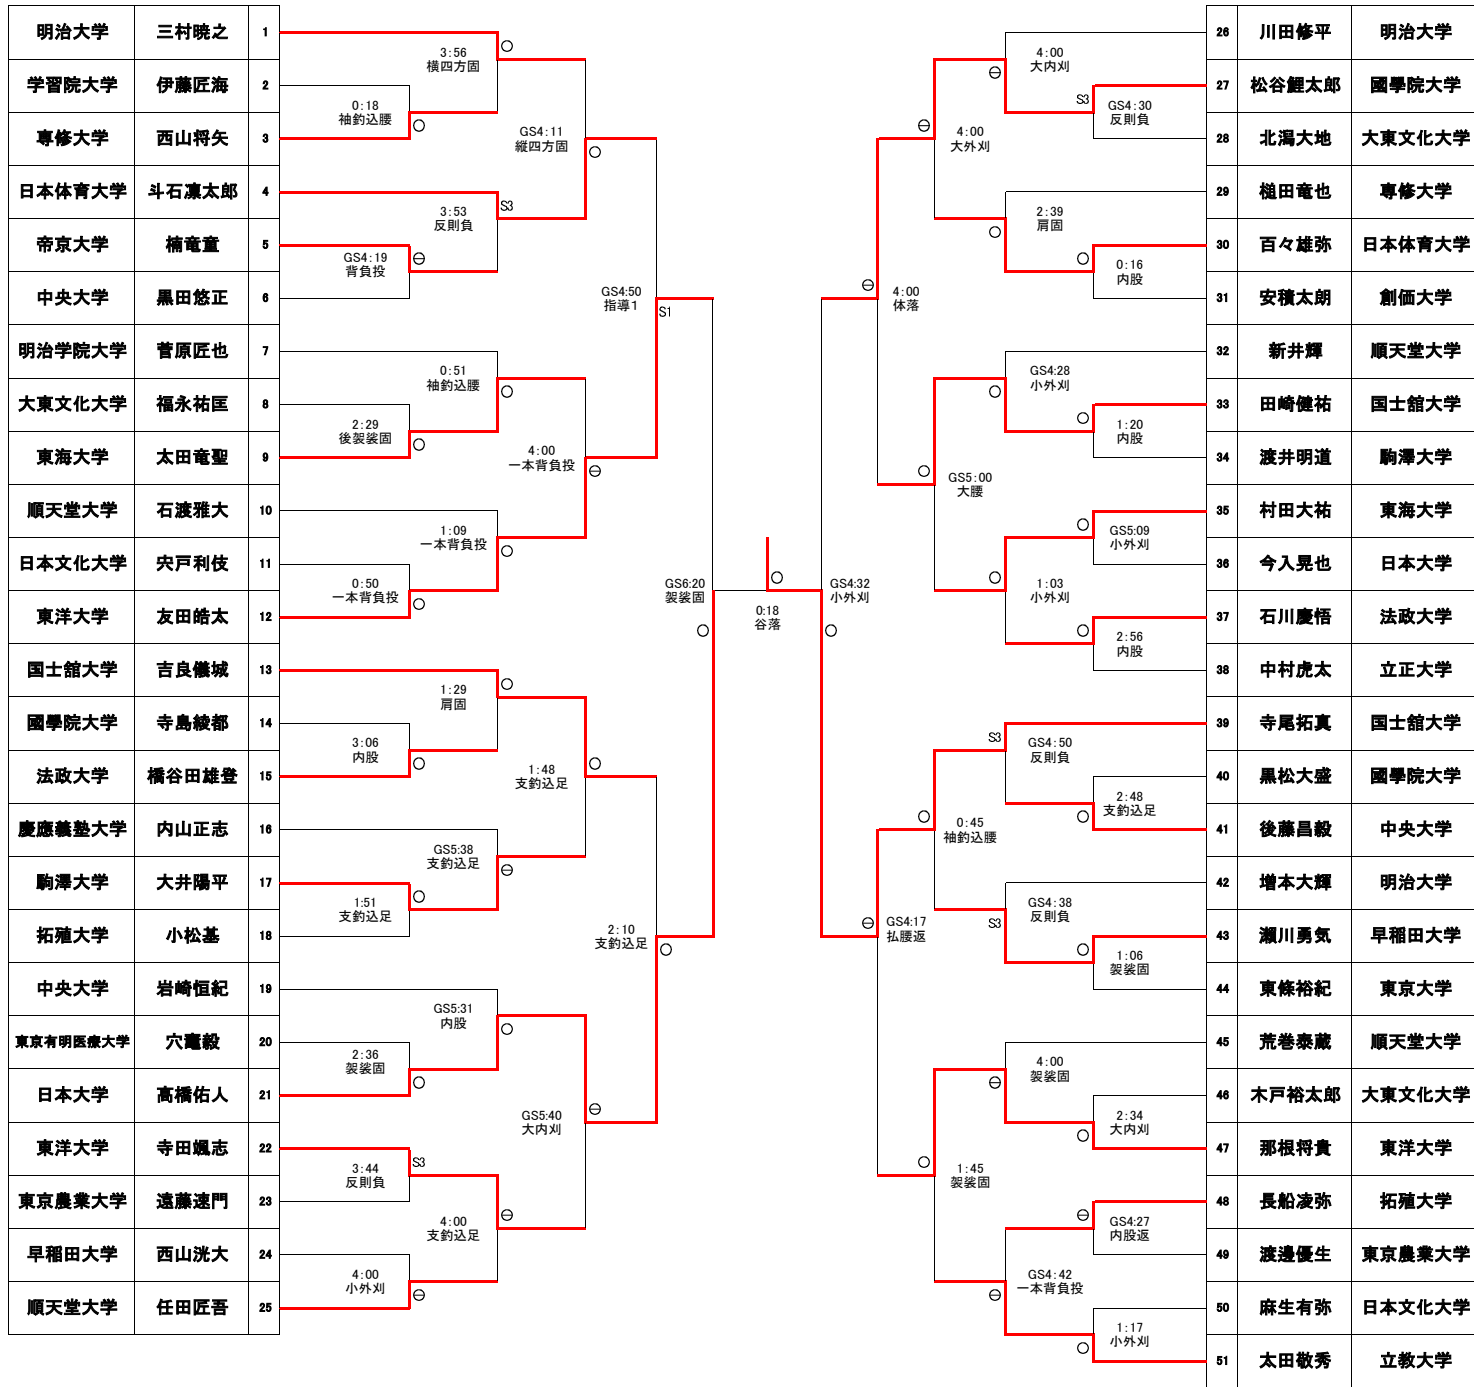 明治大学 三村暁之 1
学習院大学 伊藤匠海 2
専修大学 西山将矢 3
日本体育大学 斗石凛太郎 4
帝京大学 楠竜童 5
中央大学 黒田悠正 6
明治学院大学 菅原匠也 7
大東文化大学 福永祐匡 8
東海大学 太田竜聖 9
順天堂大学 石渡雅大 10
日本文化大学 宍戸利伎 11
東洋大学 友田皓太 12
国士舘大学 吉良儀城 13
國學院大学 寺島綾都 14
法政大学 橋谷田雄登 15
慶應義塾大学 内山正志 16
駒澤大学 大井陽平 17
拓殖大学 小松基 18
中央大学 岩崎恒紀 19
東京有明医療大学 穴竃毅 20
日本大学 高橋佑人 21
東洋大学 寺田颯志 22
東京農業大学 遠藤速門 23
早稲田大学 西山洸大 24
順天堂大学 任田匠吾 25
0:18
袖釣込腰
GS4:19
背負投
2:29
後袈裟固
0:50
一本背負投
3:06
内股
1:51
支釣込足
2:36
袈裟固
3:44
反則負
S3
4:00
小外刈
3:56
横四方固
3:53
反則負
S3
0:51
袖釣込腰
1:09
一本背負投
1:29
肩固
GS5:38
支釣込足
GS5:31
内股
4:00
支釣込足
GS4:11
縦四方固
4:00
一本背負投
1:48
支釣込足
GS5:40
大内刈
GS4:50
指導1
S1
2:10
支釣込足
GS6:20
袈裟固
0:18
谷落
GS4:32
小外刈
4:00
体落
GS4:17
払腰返
4:00
大外刈
GS5:00
大腰
0:45
袖釣込腰
1:45
袈裟固
4:00
大内刈
2:39
肩固
GS4:28
小外刈
1:03
小外刈
S3
GS4:50
反則負
S3
GS4:38
反則負
4:00
袈裟固
GS4:42
一本背負投
S3
GS4:30
反則負
0:16
内股
1:20
内股
GS5:09
小外刈
2:56
内股
2:48
支釣込足
1:06
袈裟固
2:34
大内刈
GS4:27
内股返
1:17
小外刈
26 川田修平 明治大学
27 松谷鯉太郎 國學院大学
28 北潟大地 大東文化大学
29 槌田竜也 専修大学
30 百々雄弥 日本体育大学
31 安積太朗 創価大学
32 新井輝 順天堂大学
33 田崎健祐 国士舘大学
34 渡井明道 駒澤大学
35 村田大祐 東海大学
36 今入晃也 日本大学
37 石川慶悟 法政大学
38 中村虎太 立正大学
39 寺尾拓真 国士舘大学
40 黒松大盛 國學院大学
41 後藤昌毅 中央大学
42 増本大輝 明治大学
43 瀬川勇気 早稲田大学
44 東條裕紀 東京大学
45 荒巻泰蔵 順天堂大学
46 木戸裕太郎 大東文化大学
47 那根将貴 東洋大学
48 長船凌弥 拓殖大学
49 渡邊優生 東京農業大学
50 麻生有弥 日本文化大学
51 太田敬秀 立教大学